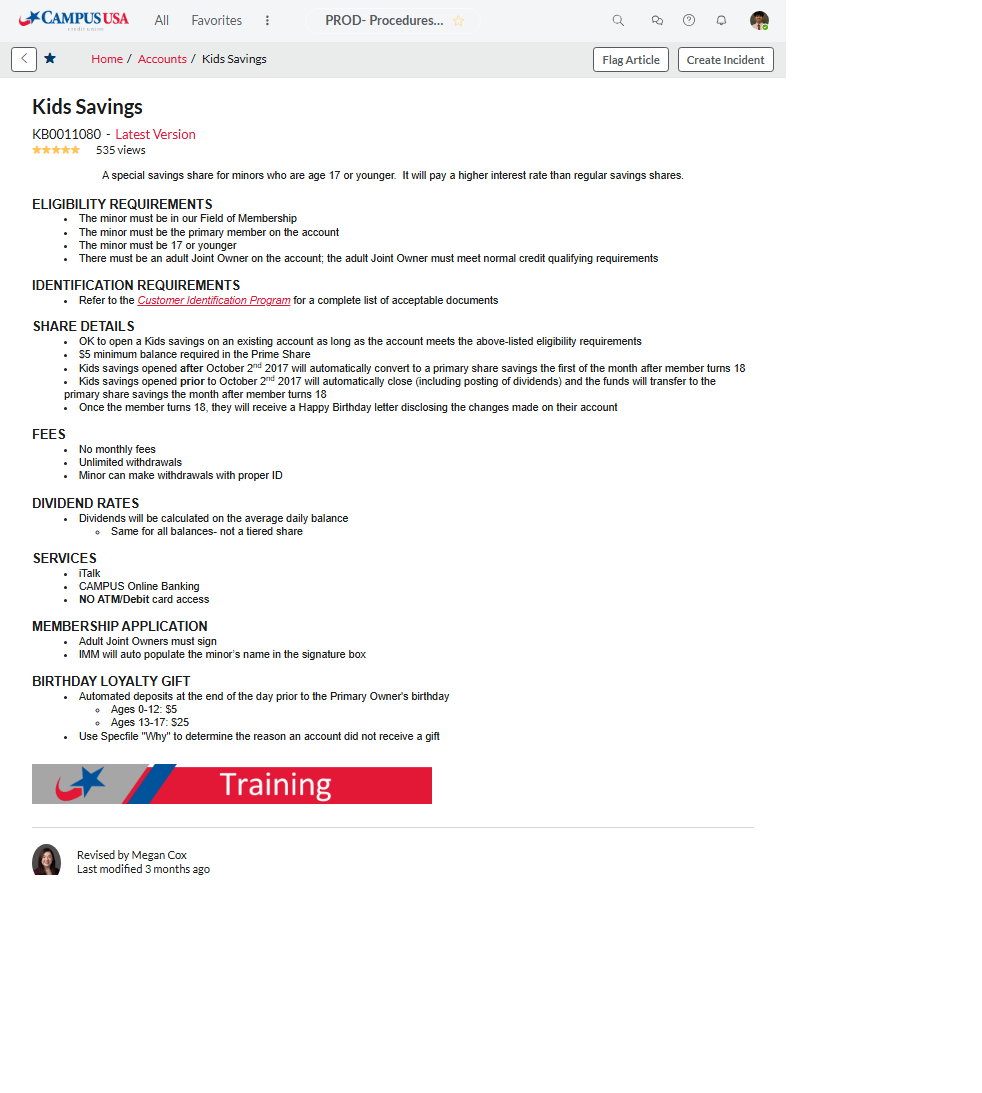 CAMPUS USA
credit union
All Favorites PROD- Procedures...
Home / Accounts / Kids Savings
Flag Article Create Incident
Kids Savings
KB0011080 - Latest Version
535 views
A special savings share for minors who are age 17 or younger.  It will pay a higher interest rate than regular savings shares.
ELIGIBILITY REQUIREMENTS
• The minor must be in our Field of Membership
• The minor must be the primary member on the account
• The minor must be 17 or younger
• There must be an adult Joint Owner on the account; the adult Joint Owner must meet normal credit qualifying requirements
IDENTIFICATION REQUIREMENTS
• Refer to the Customer Identification Program for a complete list of acceptable documents
SHARE DETAILS
• OK to open a Kids savings on an existing account as long as the account meets the above-listed eligibility requirements
• $5 minimum balance required in the Prime Share
• Kids savings opened after October 2nd 2017 will automatically convert to a primary share savings the first of the month after member turns 18
• Kids savings opened prior to October 2nd 2017 will automatically close (including posting of dividends) and the funds will transfer to the
primary share savings the month after member turns 18
• Once the member turns 18, they will receive a Happy Birthday letter disclosing the changes made on their account
FEES
• No monthly fees
• Unlimited withdrawals
• Minor can make withdrawals with proper ID
DIVIDEND RATES
• Dividends will be calculated on the average daily balance
○ Same for all balances- not a tiered share
SERVICES
• iTalk
• CAMPUS Online Banking
• NO ATM/Debit card access
MEMBERSHIP APPLICATION
• Adult Joint Owners must sign
• IMM will auto populate the minor's name in the signature box
BIRTHDAY LOYALTY GIFT
• Automated deposits at the end of the day prior to the Primary Owner's birthday
○ Ages 0-12: $5
○ Ages 13-17: $25
• Use Specfile "Why" to determine the reason an account did not receive a gift
Training
Revised by Megan Cox
Last modified 3 months ago